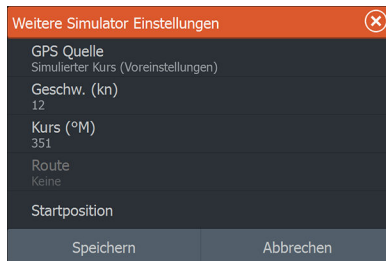 Weitere Simulator Einstellungen
GPS Quelle
Simulierter Kurs (Voreinstellungen)
Geschw. (kn)
12
Kurs (°M)
351
Route
Keine
Startposition
Speichern
Abbrechen